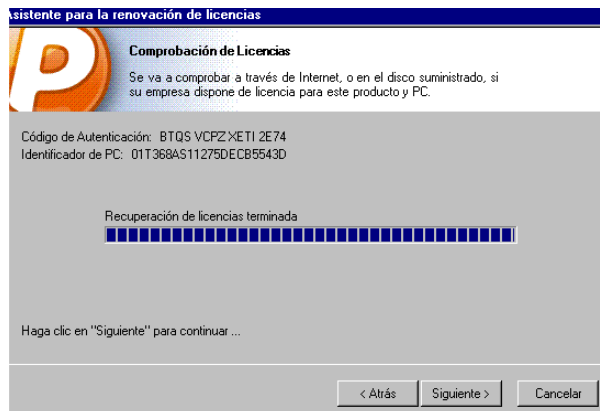 Asistente para la renovación de licencias
Comprobación de Licencias
Se va a comprobar a través de Internet, o en el disco suministrado, si
su empresa dispone de licencia para este producto y PC.
Código de Autenticación: BTQS VCPZ XETI 2E74
Identificador de PC: 01T368AS11275DECB5543D
Recuperación de licencias terminada
Haga clic en "Siguiente" para continuar ...
< Atrás Siguiente > Cancelar